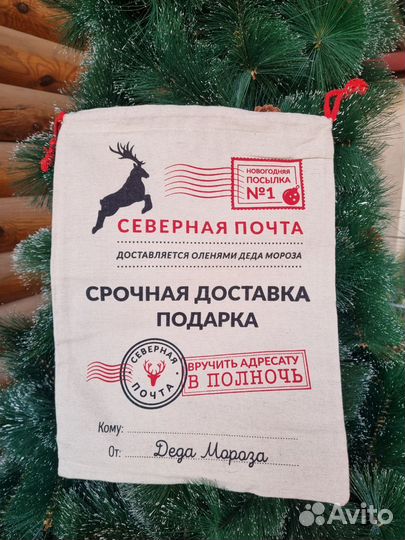 НОВОГОДНЯЯ
ПОСЫЛКА
№1
СЕВЕРНАЯ ПОЧТА
ДОСТАВЛЯЕТСЯ ОЛЕНЯМИ ДЕДА МОРОЗА
СРОЧНАЯ ДОСТАВКА
ПОДАРКА
СЕВЕРНАЯ
ПОЧТА
ВРУЧИТЬ АДРЕСАТУ
В ПОЛНОЧЬ
Кому:
От: Деда Мороза
Avito